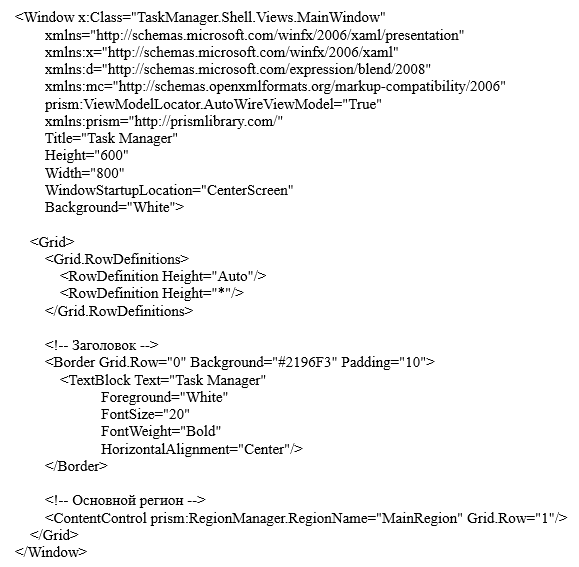 <Window x:Class="TaskManager.Shell.Views.MainWindow"
xmlns="http://schemas.microsoft.com/winfx/2006/xaml/presentation"
xmlns:x="http://schemas.microsoft.com/winfx/2006/xaml"
xmlns:d="http://schemas.microsoft.com/expression/blend/2008"
xmlns:mc="http://schemas.openxmlformats.org/markup-compatibility/2006"
prism:ViewModelLocator.AutoWireViewModel="True"
xmlns:prism="http://prismlibrary.com/"
Title="Task Manager"
Height="600"
Width="800"
WindowStartupLocation="CenterScreen"
Background="White">
<Grid>
<Grid.RowDefinitions>
<RowDefinition Height="Auto"/>
<RowDefinition Height="*"/>
</Grid.RowDefinitions>
<!-- Заголовок -->
<Border Grid.Row="0" Background="#2196F3" Padding="10">
<TextBlock Text="Task Manager"
Foreground="White"
FontSize="20"
FontWeight="Bold"
HorizontalAlignment="Center"/>
</Border>
<!-- Основной регион -->
<ContentControl prism:RegionManager.RegionName="MainRegion" Grid.Row="1"/>
</Grid>
</Window>